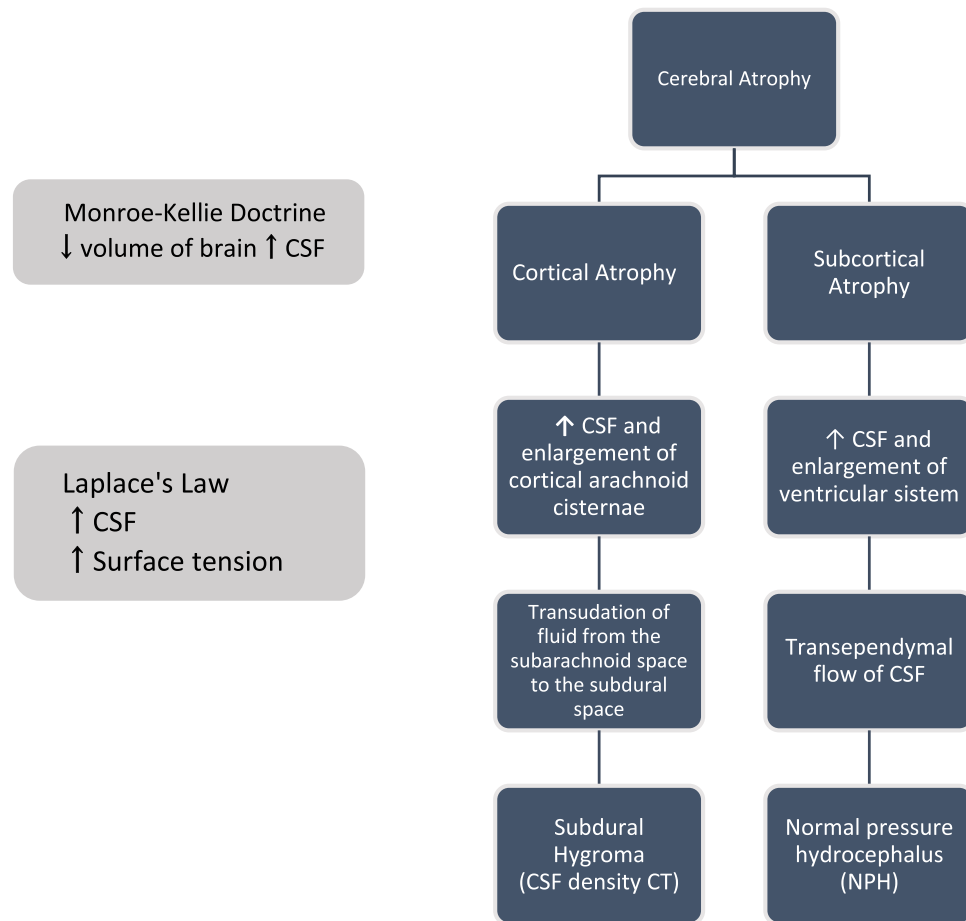 Cerebral Atrophy
Monroe-Kellie Doctrine
↓ volume of brain ↑ CSF
Cortical Atrophy
Subcortical
Atrophy
Laplace's Law
↑ CSF
↑ Surface tension
↑ CSF and
enlargement of
cortical arachnoid
cisternae
↑ CSF and
enlargement of
ventricular sistem
Transudation of
fluid from the
subarachnoid space
to the subdural
space
Transependymal
flow of CSF
Subdural
Hygroma
(CSF density CT)
Normal pressure
hydrocephalus
(NPH)